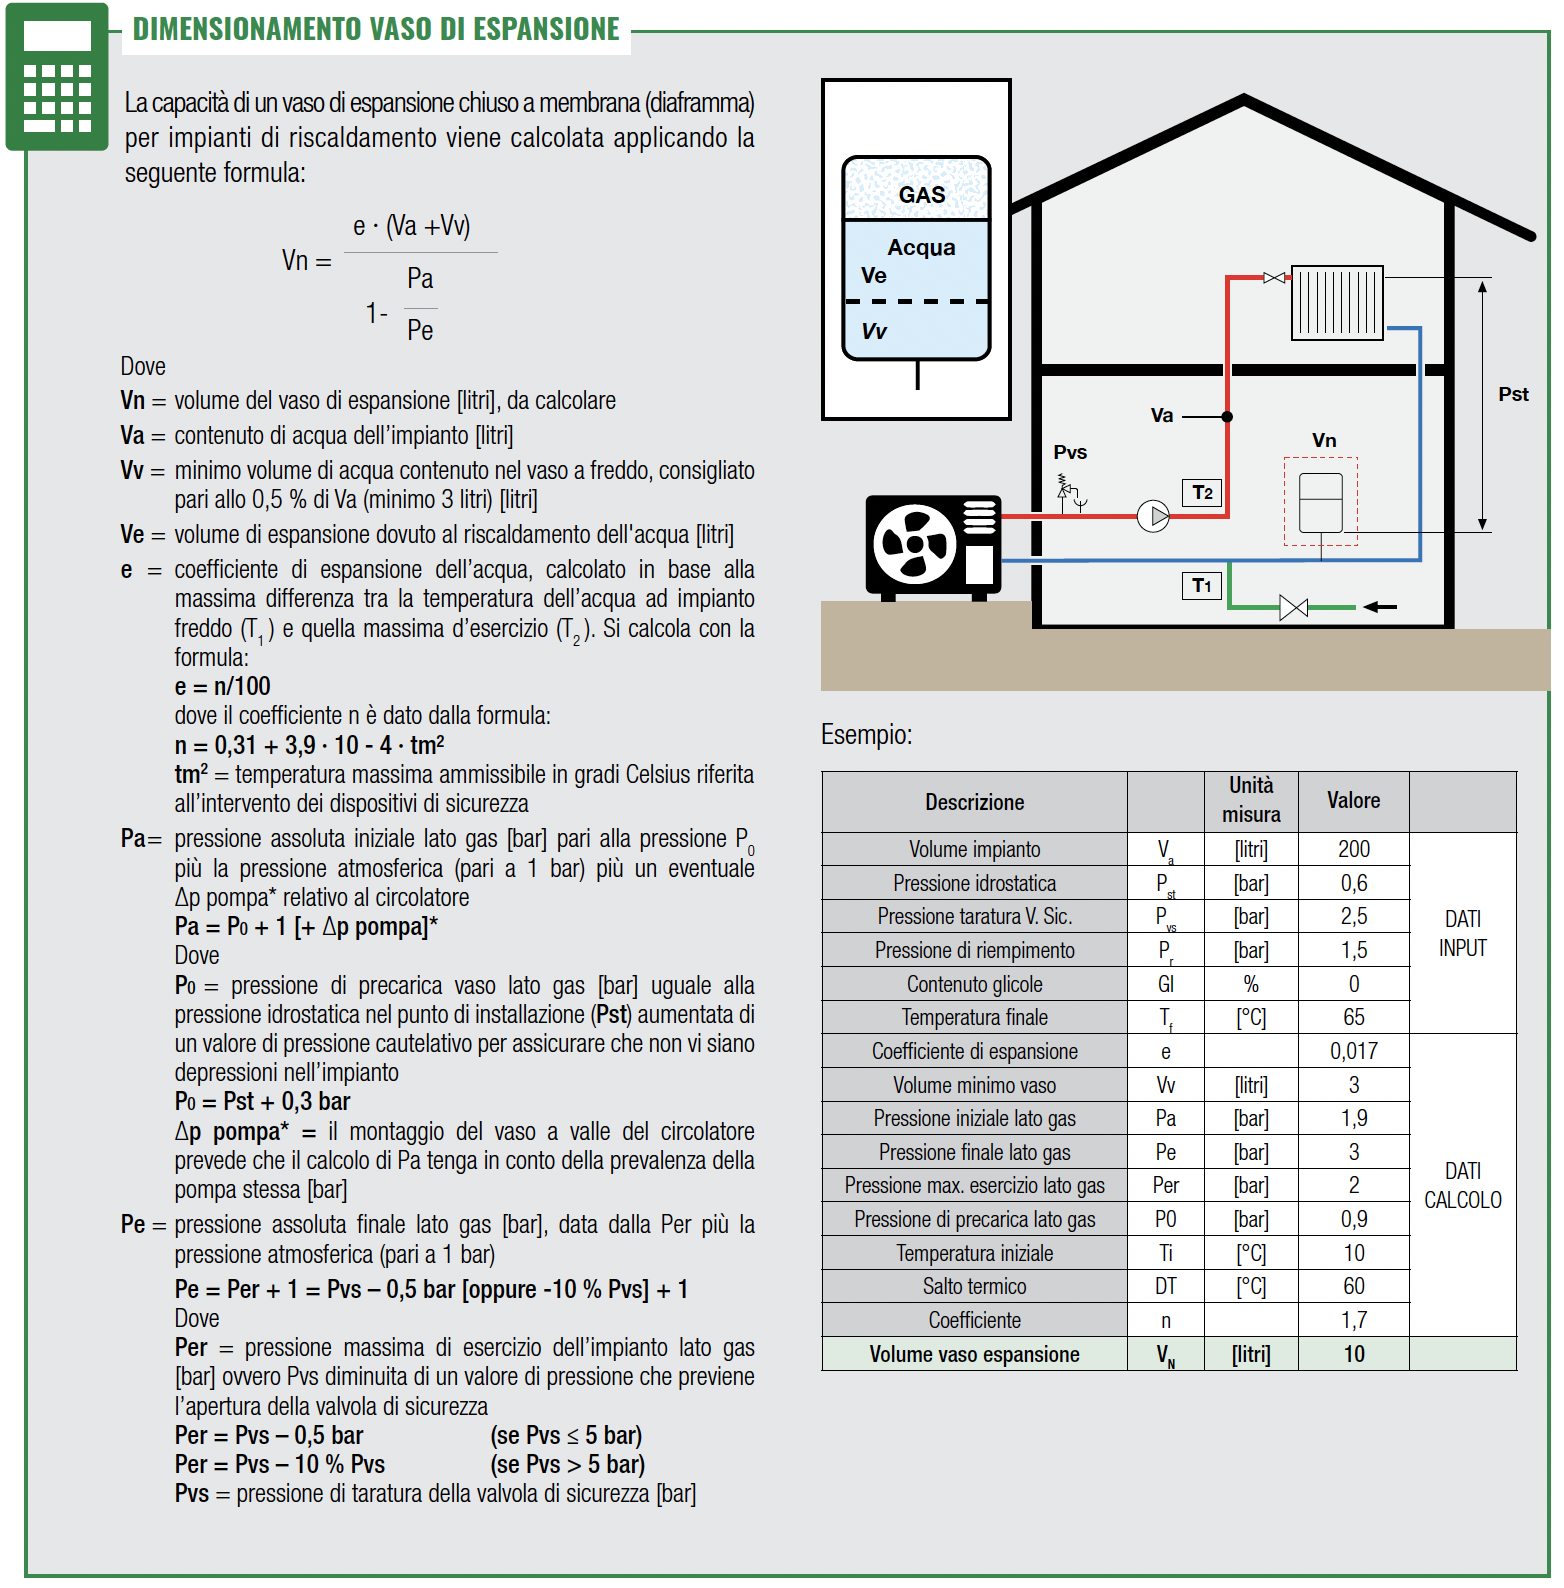 DIMENSIONAMENTO VASO DI ESPANSIONE
La capacità di un vaso di espansione chiuso a membrana (diaframma)
per impianti di riscaldamento viene calcolata applicando la
seguente formula:
e · (Va +Vv)
Vn =
Pa
1-
Pe
Dove
Vn = volume del vaso di espansione [litri], da calcolare
Va = contenuto di acqua dell’impianto [litri]
Vv = minimo volume di acqua contenuto nel vaso a freddo, consigliato
pari allo 0,5 % di Va (minimo 3 litri) [litri]
Ve = volume di espansione dovuto al riscaldamento dell'acqua [litri]
e = coefficiente di espansione dell’acqua, calcolato in base alla
massima differenza tra la temperatura dell’acqua ad impianto
freddo (T1) e quella massima d’esercizio (T2). Si calcola con la
formula:
e = n/100
dove il coefficiente n è dato dalla formula:
n = 0,31 + 3,9 · 10 - 4 · tm²
tm² = temperatura massima ammissibile in gradi Celsius riferita
all’intervento dei dispositivi di sicurezza
Pa= pressione assoluta iniziale lato gas [bar] pari alla pressione P0
più la pressione atmosferica (pari a 1 bar) più un eventuale
Δp pompa* relativo al circolatore
Pa = P0 + 1 [+ Δp pompa]*
Dove
P0 = pressione di precarica vaso lato gas [bar] uguale alla
pressione idrostatica nel punto di installazione (Pst) aumentata di
un valore di pressione cautelativo per assicurare che non vi siano
depressioni nell’impianto
P0 = Pst + 0,3 bar
Δp pompa* = il montaggio del vaso a valle del circolatore
prevede che il calcolo di Pa tenga in conto della prevalenza della
pompa stessa [bar]
Pe = pressione assoluta finale lato gas [bar], data dalla Per più la
pressione atmosferica (pari a 1 bar)
Pe = Per + 1 = Pvs – 0,5 bar [oppure -10 % Pvs] + 1
Dove
Per = pressione massima di esercizio dell’impianto lato gas
[bar] ovvero Pvs diminuita di un valore di pressione che previene
l’apertura della valvola di sicurezza
Per = Pvs – 0,5 bar (se Pvs ≤ 5 bar)
Per = Pvs – 10 % Pvs (se Pvs > 5 bar)
Pvs = pressione di taratura della valvola di sicurezza [bar]
GAS
Acqua
Ve
Vv
Pst
Va
Vn
Pvs
T2
T1
Esempio:
Descrizione Unità misura Valore
Volume impianto Va [litri] 200
Pressione idrostatica Pst [bar] 0,6
Pressione taratura V. Sic. Pvs [bar] 2,5
Pressione di riempimento Pr [bar] 1,5
Contenuto glicole Gl % 0
Temperatura finale Tf [°C] 65
DATI
INPUT
Coefficiente di espansione e 0,017
Volume minimo vaso Vv [litri] 3
Pressione iniziale lato gas Pa [bar] 1,9
Pressione finale lato gas Pe [bar] 3
Pressione max. esercizio lato gas Per [bar] 2
Pressione di precarica lato gas P0 [bar] 0,9
Temperatura iniziale Ti [°C] 10
Salto termico DT [°C] 60
Coefficiente n 1,7
DATI
CALCOLO
Volume vaso espansione VN [litri] 10